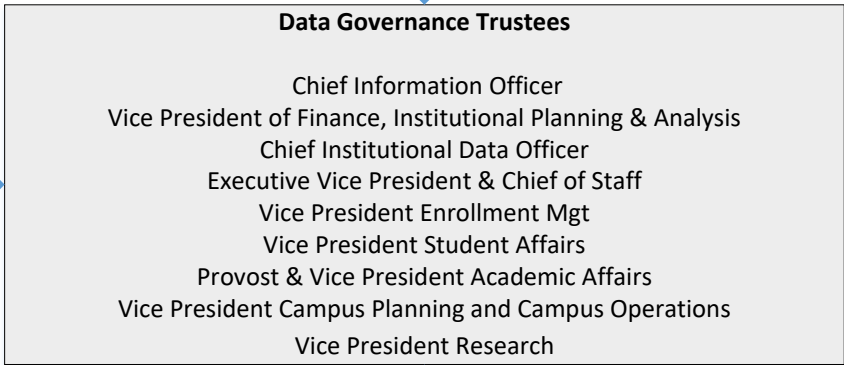 Data Governance Trustees
Chief Information Officer
Vice President of Finance, Institutional Planning & Analysis
Chief Institutional Data Officer
Executive Vice President & Chief of Staff
Vice President Enrollment Mgt
Vice President Student Affairs
Provost & Vice President Academic Affairs
Vice President Campus Planning and Campus Operations
Vice President Research